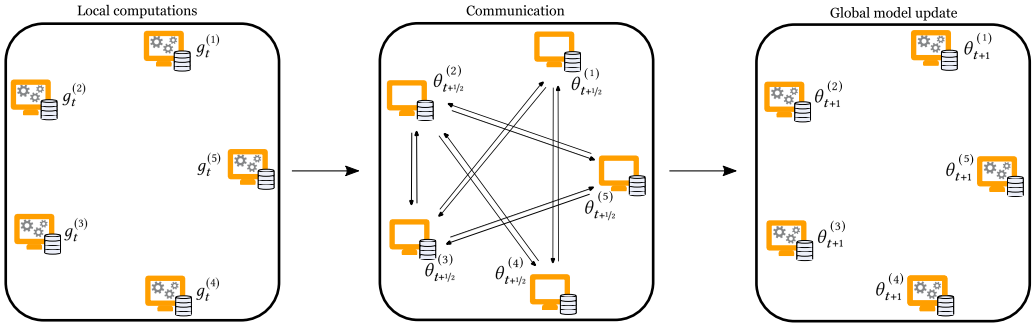 Local computations
g_t^{(1)}
g_t^{(2)}
g_t^{(5)}
g_t^{(3)}
g_t^{(4)}
Communication
θ_{t+1/2}^{(2)}
θ_{t+1/2}^{(1)}
θ_{t+1/2}^{(5)}
θ_{t+1/2}^{(3)}
θ_{t+1/2}^{(4)}
Global model update
θ_{t+1}^{(1)}
θ_{t+1}^{(2)}
θ_{t+1}^{(5)}
θ_{t+1}^{(3)}
θ_{t+1}^{(4)}